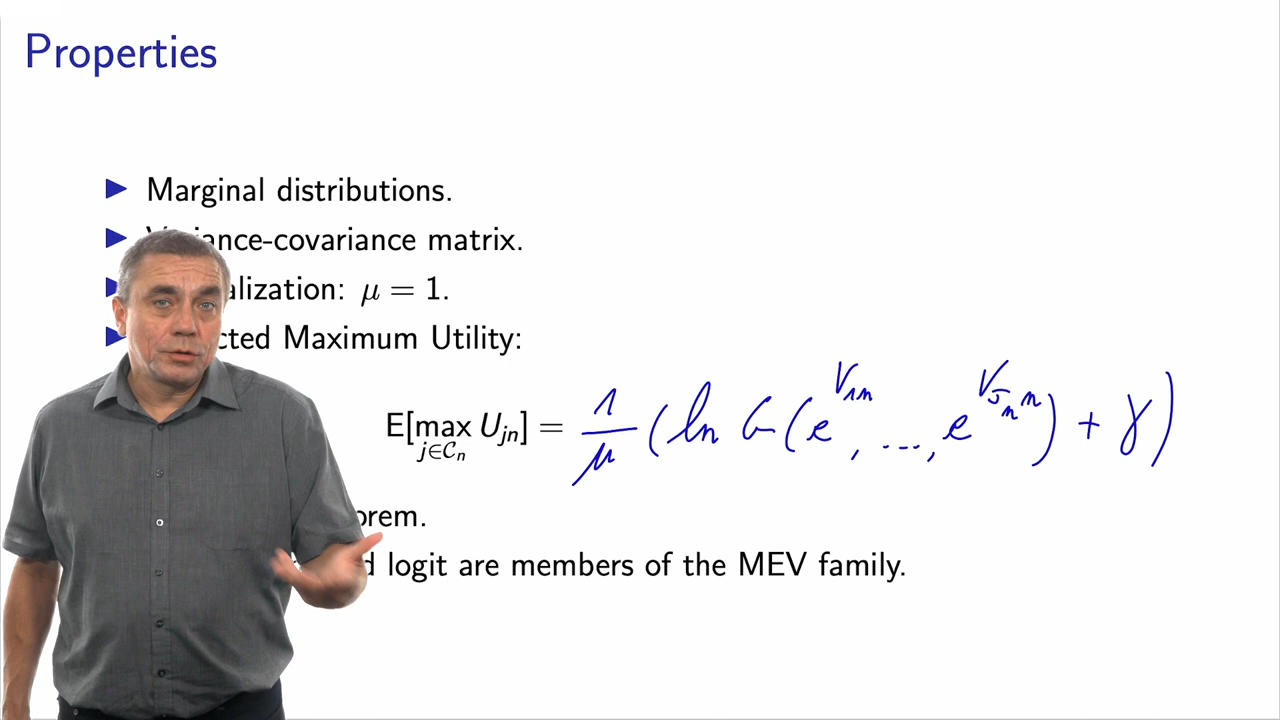 Properties
▶ Marginal distributions.
▶ Variance-covariance matrix.
▶ alization: μ = 1.
▶ cted Maximum Utility:
E[max_{j∈C_n} U_{jn}] = 1/μ (ln G(e^{V_{1n}}, ..., e^{V_{J_n n}}) + γ)
orem.
d logit are members of the MEV family.